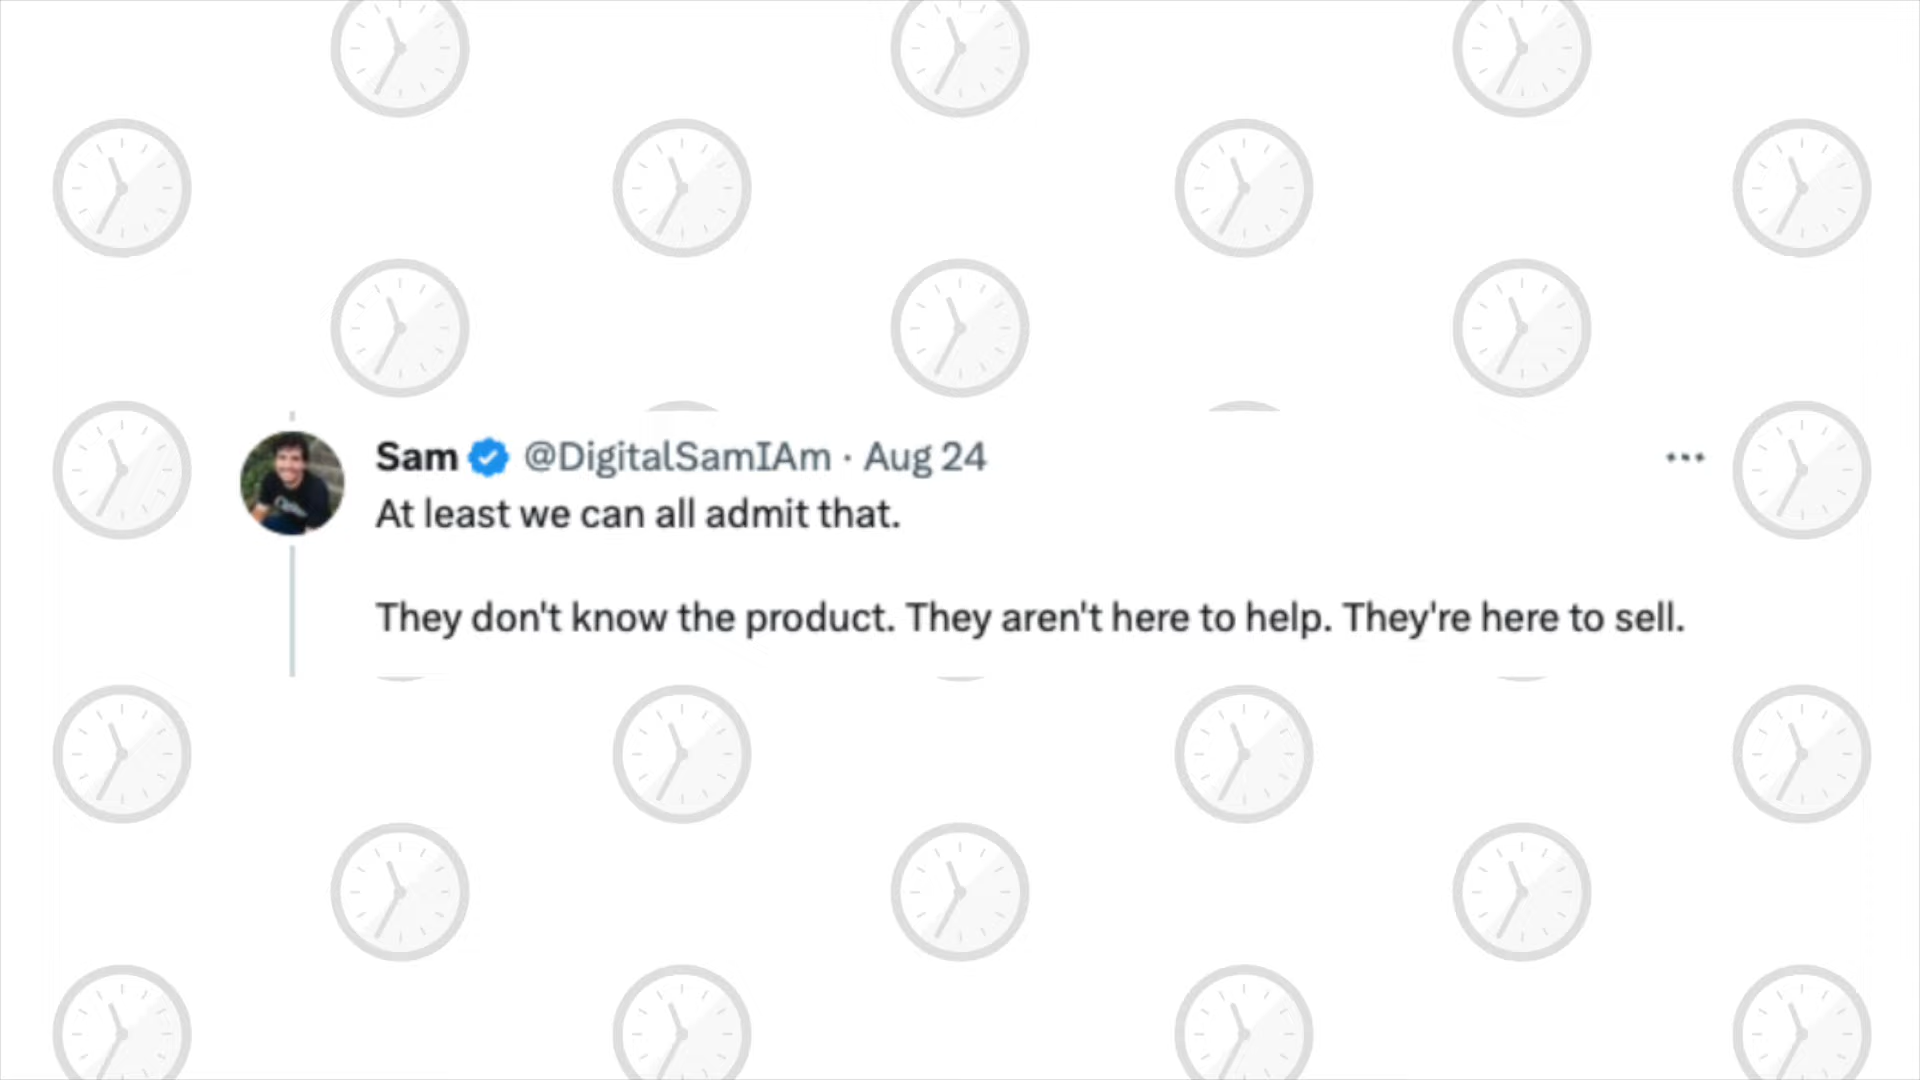 Sam @DigitalSamIAm · Aug 24
At least we can all admit that.
They don't know the product. They aren't here to help. They're here to sell.